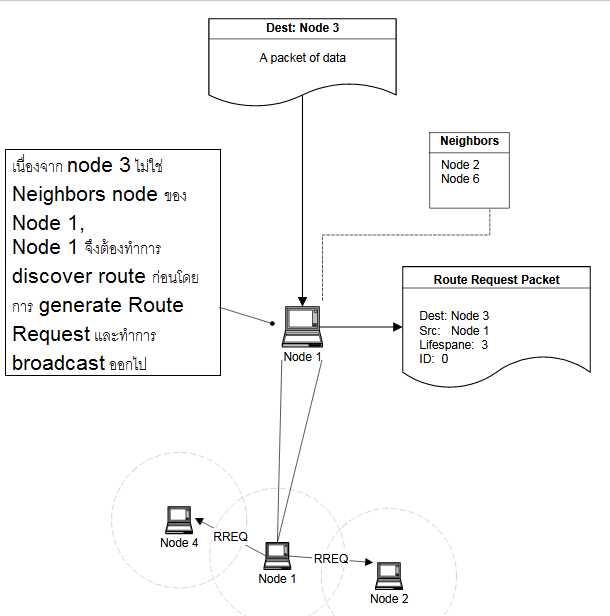 Dest: Node 3
A packet of data
Neighbors
Node 2
Node 6
เนื่องจาก node 3 ไม่ใช่
Neighbors node ของ
Node 1,
Node 1 จึงต้องทำการ
discover route ก่อนโดย
การ generate Route
Request และทำการ
broadcast ออกไป
Route Request Packet
Dest: Node 3
Src: Node 1
Lifespane: 3
ID: 0
Node 1
Node 4
RREQ
Node 1
RREQ
Node 2